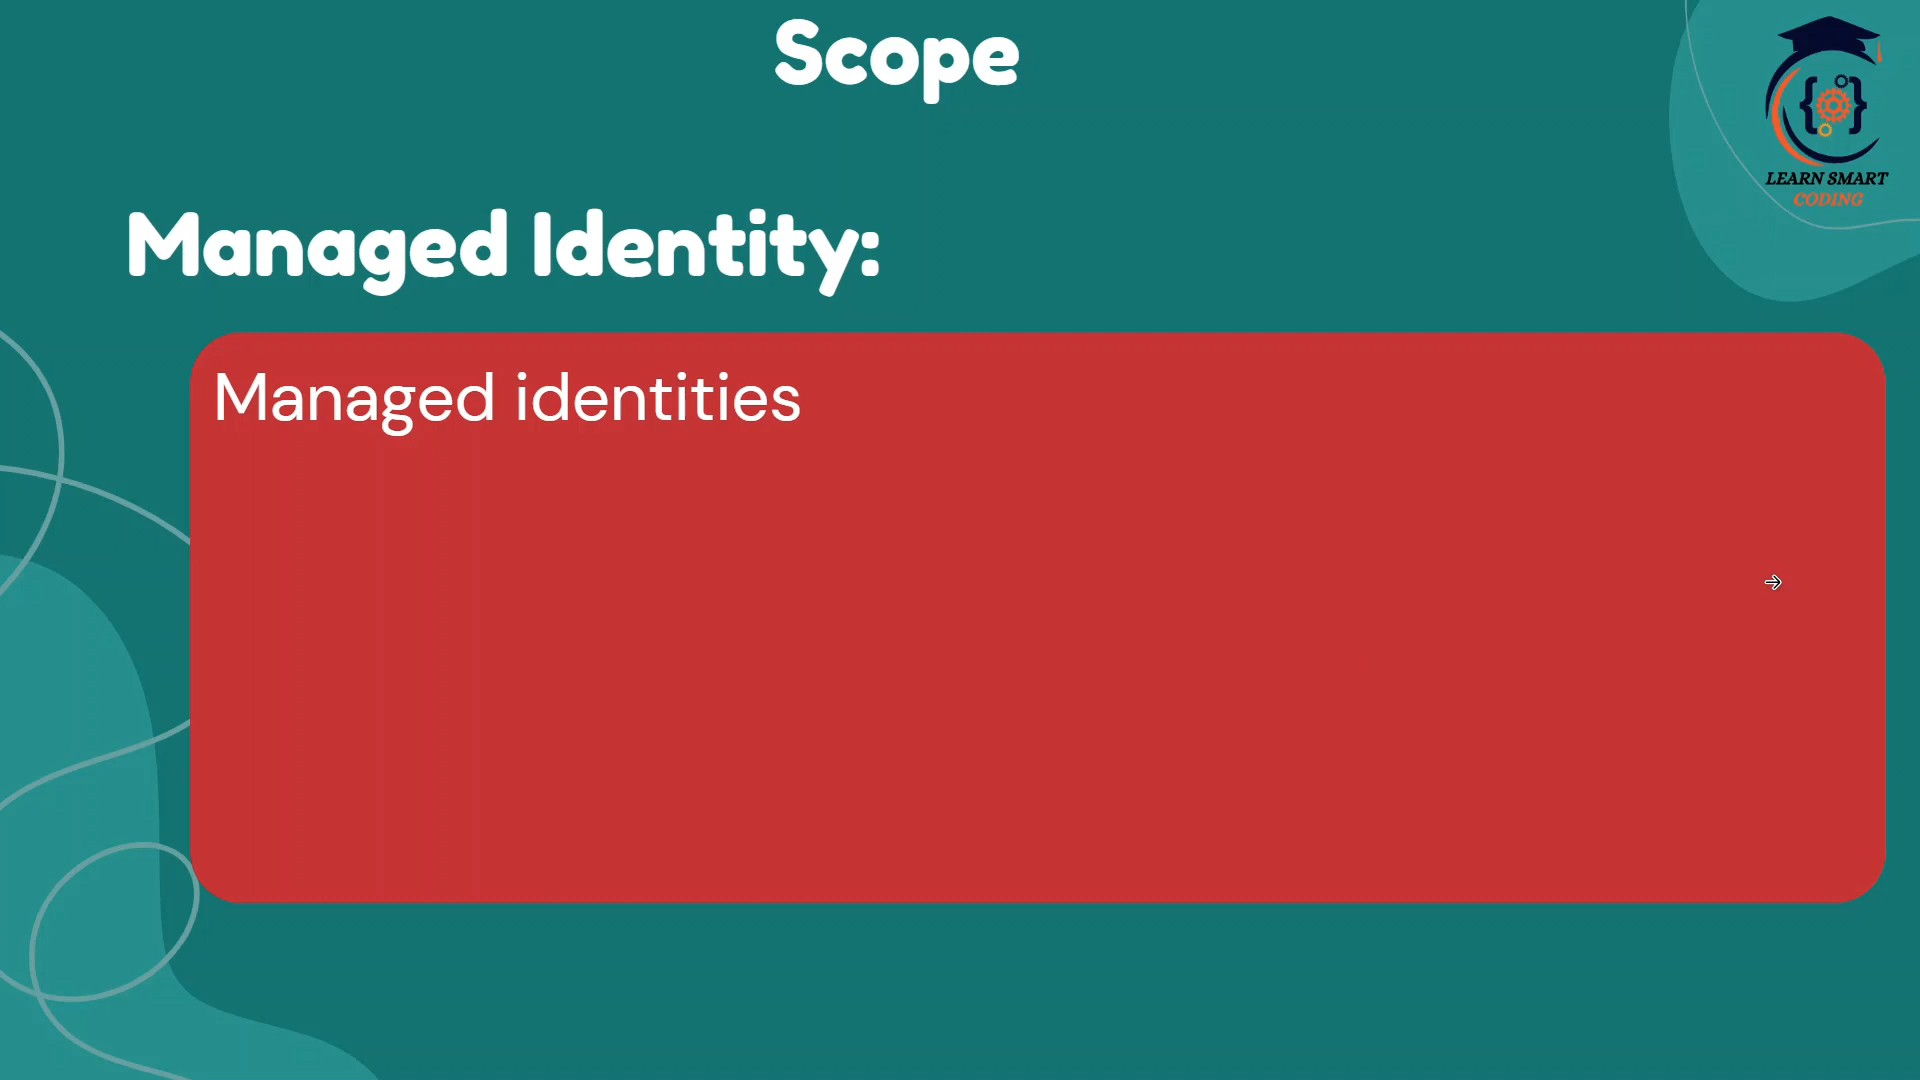 Scope
LEARN SMART
CODING
Managed Identity:
Managed identities